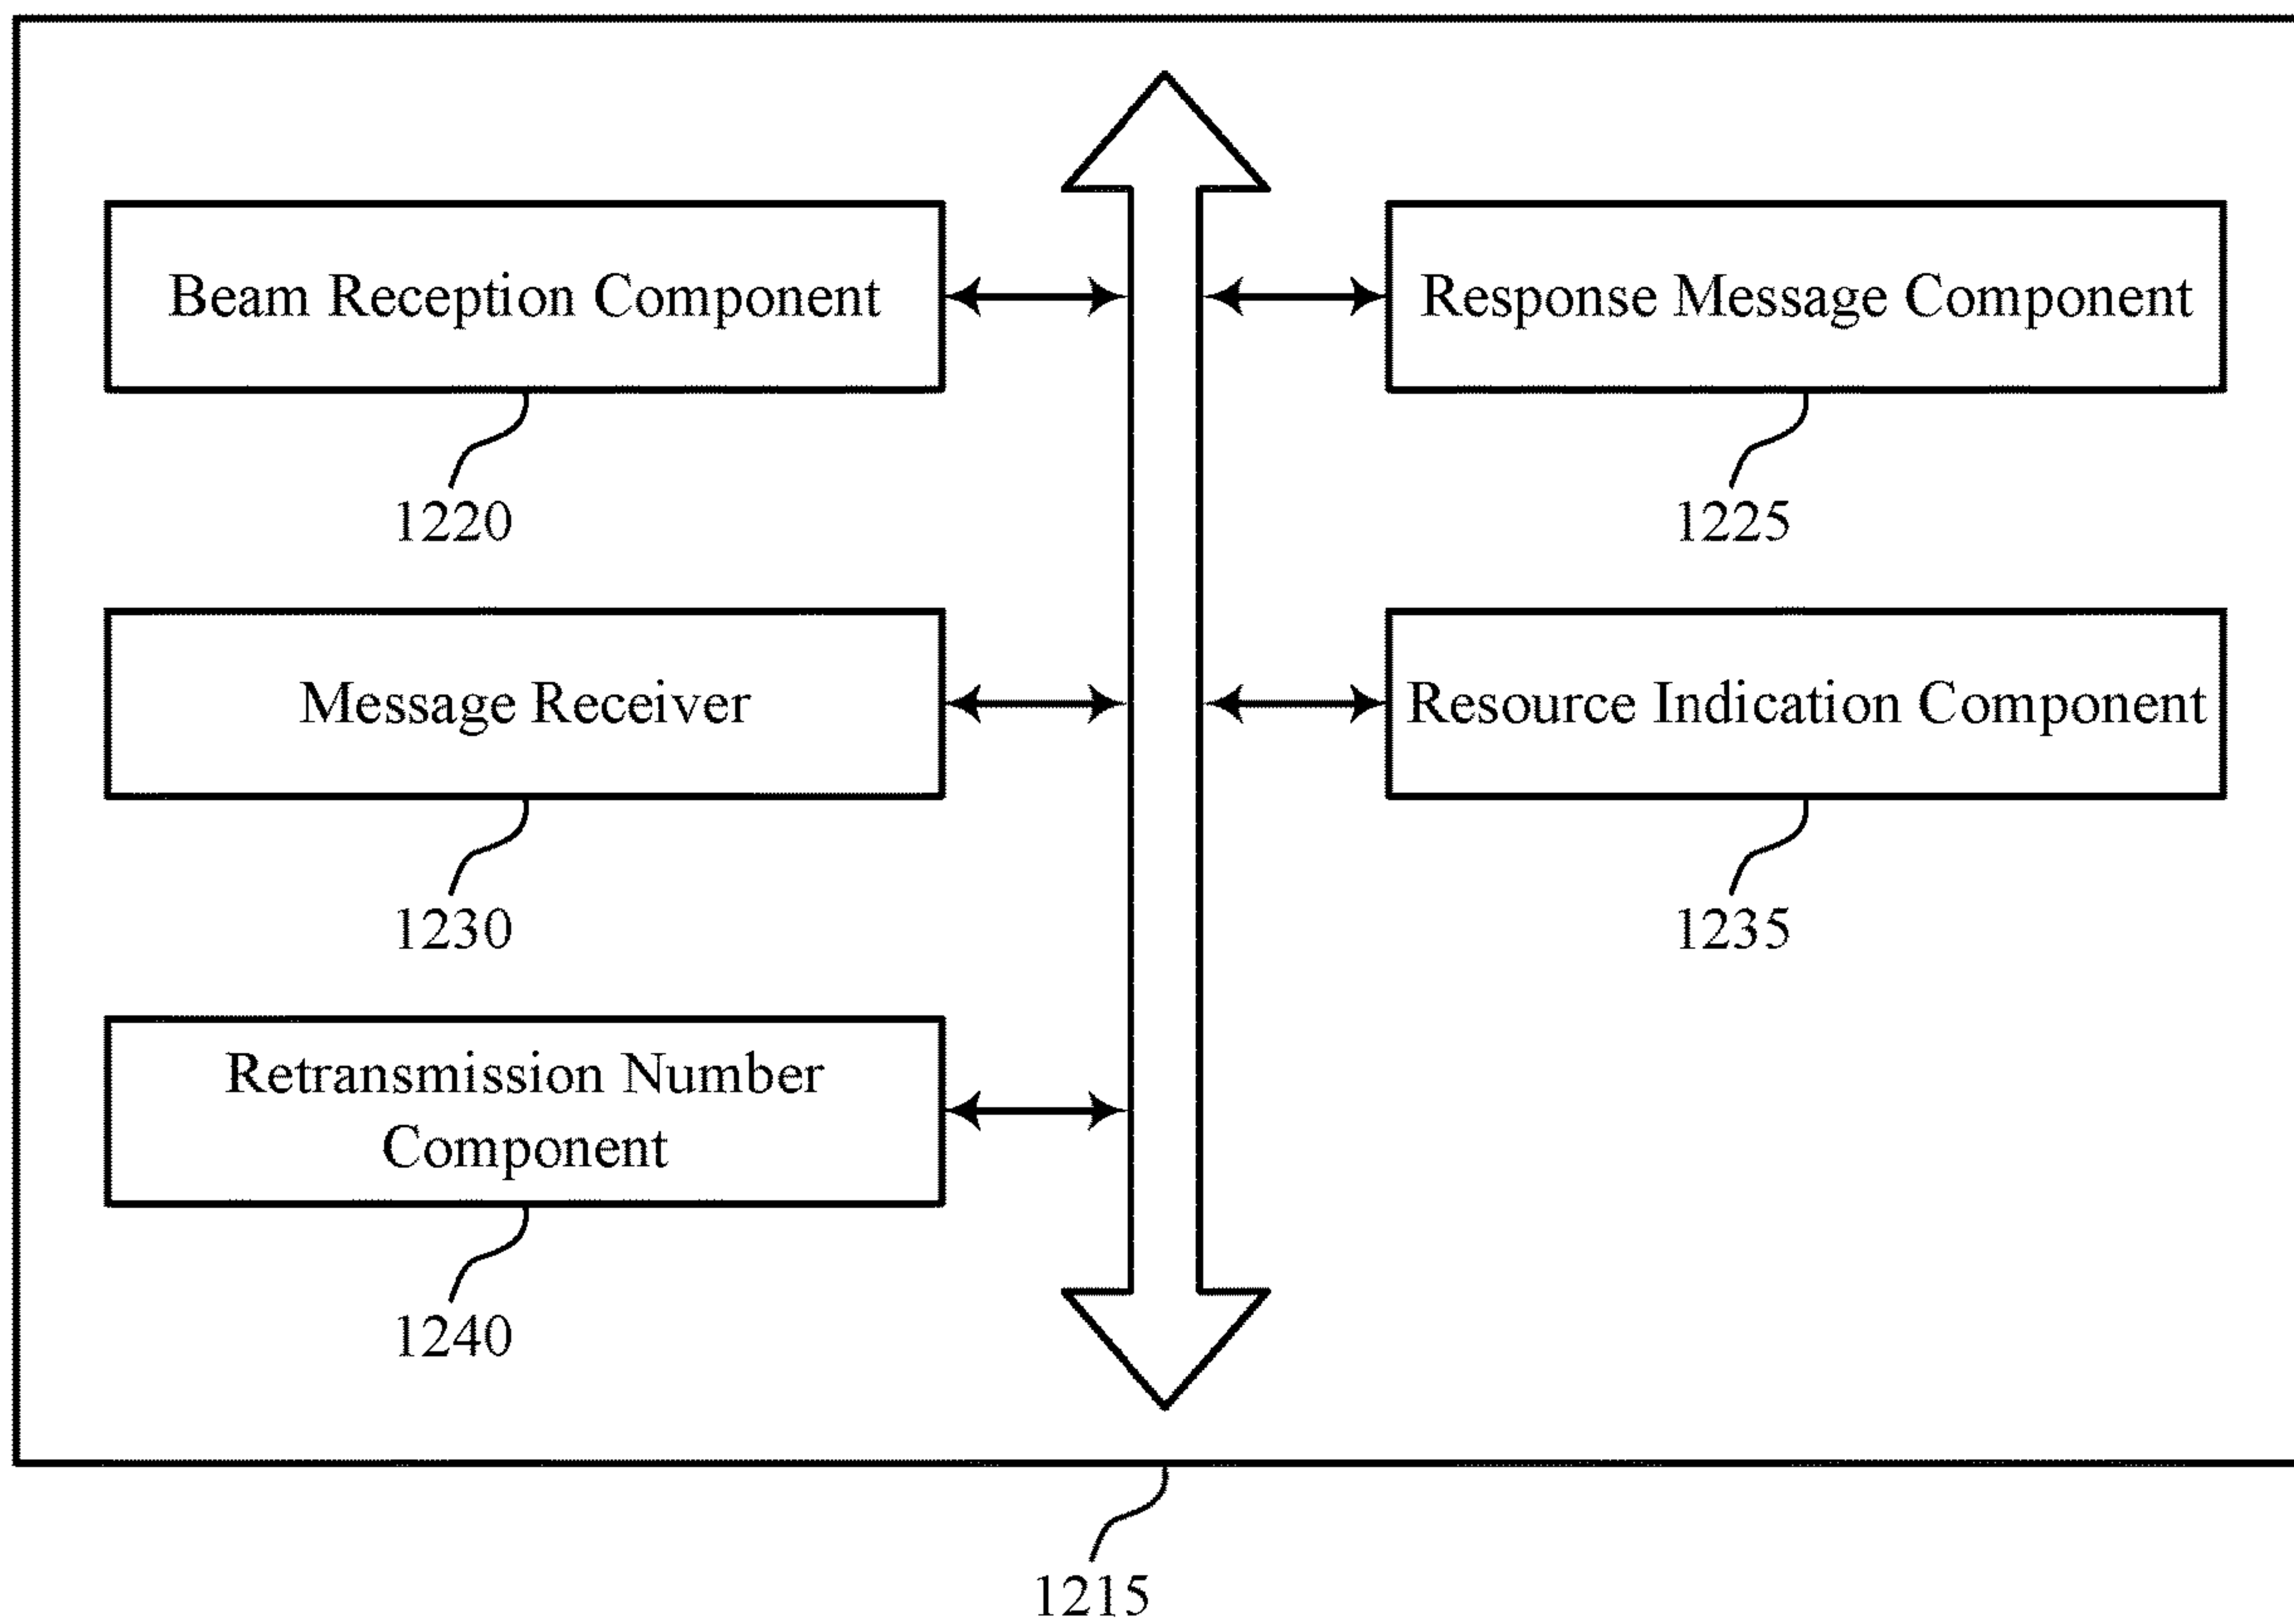 Beam Reception Component
Response Message Component
1220
1225
Message Receiver
Resource Indication Component
1230
1235
Retransmission Number
Component
1240
1215